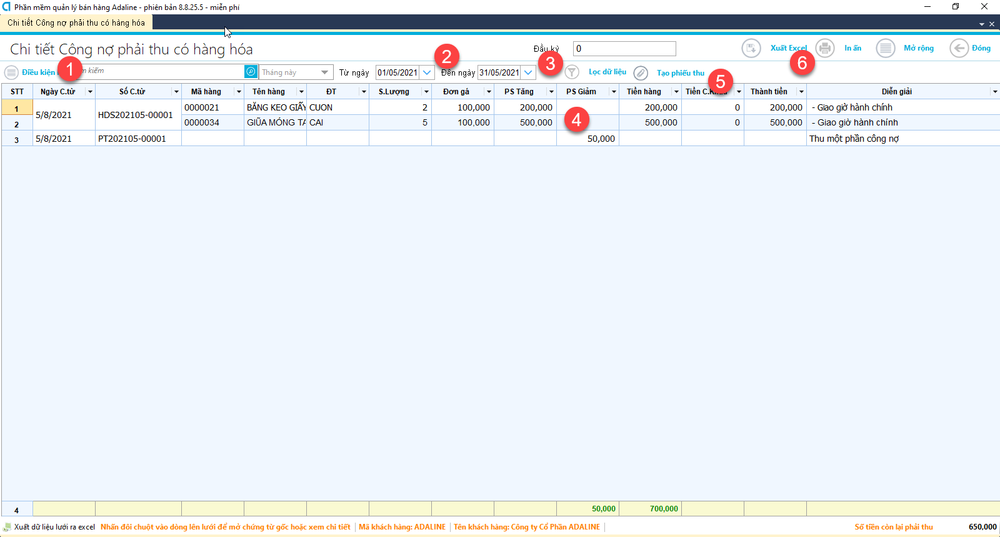 Phần mềm quản lý bán hàng Adaline - phiên bản 8.8.25.5 - miễn phí
Chi tiết Công nợ phải thu có hàng hóa
Chi tiết Công nợ phải thu có hàng hóa
Đầu kỳ 0 Xuất Excel In ấn Mở rộng Đóng
Điều kiện 1 kiếm Tháng này Từ ngày 01/05/2021 2 Đến ngày 31/05/2021 3 Lọc dữ liệu Tạo phiếu thu 5 6
STT Ngày C.từ Số C.từ Mã hàng Tên hàng ĐT S.Lượng Đơn gá PS Tăng PS Giảm Tiền hàng Tiền Thành tiền Diễn giải
1 5/8/2021 HDS202105-00001 0000021 BĂNG KEO GIẤY CUON 2 100,000 200,000 200,000 0 200,000 - Giao giờ hành chính
2 0000034 GIŨA MÓNG TA CAI 5 100,000 500,000 4 500,000 0 500,000 - Giao giờ hành chính
3 5/8/2021 PT202105-00001 50,000 Thu một phần công nợ
4 50,000 700,000
Xuất dữ liệu lưới ra excel Nhấn đôi chuột vào dòng lên lưới để mở chứng từ gốc hoặc xem chi tiết Mã khách hàng: ADALINE Tên khách hàng: Công ty Cổ Phần ADALINE Số tiền còn lại phải thu 650,000